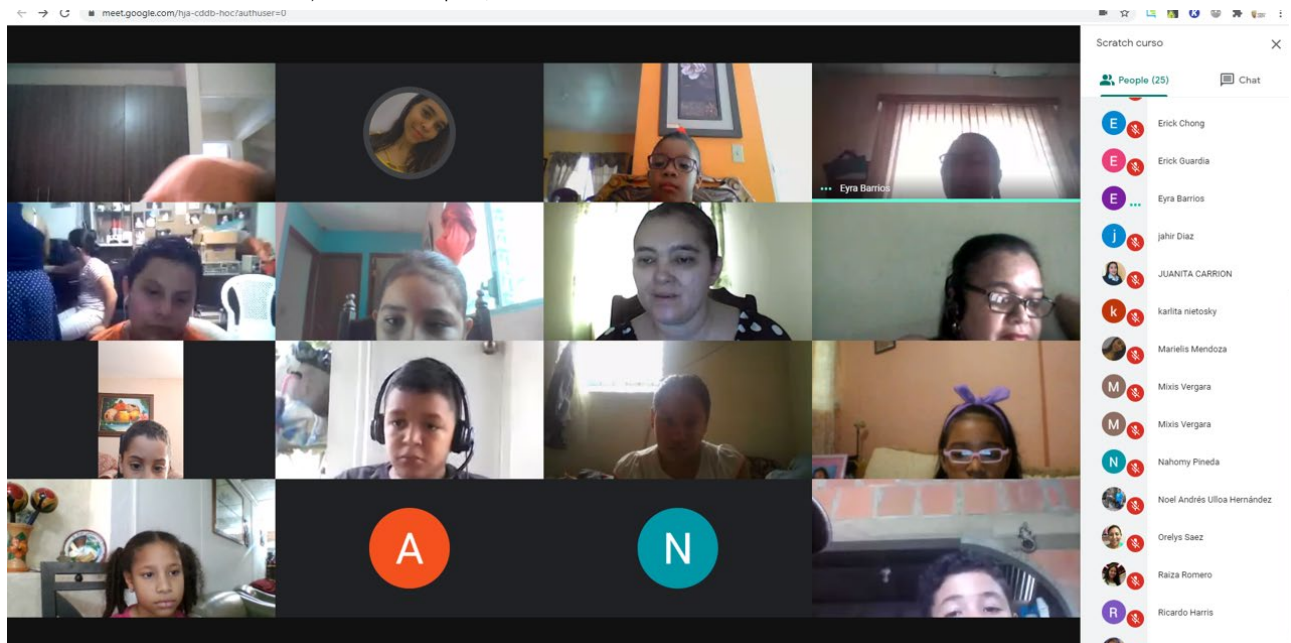 meet.google.com/hja-cddb-hoc?authuser=0
Scratch curso
People (25)
Chat
Eyra Barrios
E
Erick Chong
E
Erick Guardia
E
Eyra Barrios
j
jahir Diaz
JUANITA CARRION
k
karlita nietosky
Marielis Mendoza
M
Mixis Vergara
M
Mixis Vergara
N
Nahomy Pineda
Noel Andrés Ulloa Hernández
Orelys Saez
Raiza Romero
R
Ricardo Harris
A
N